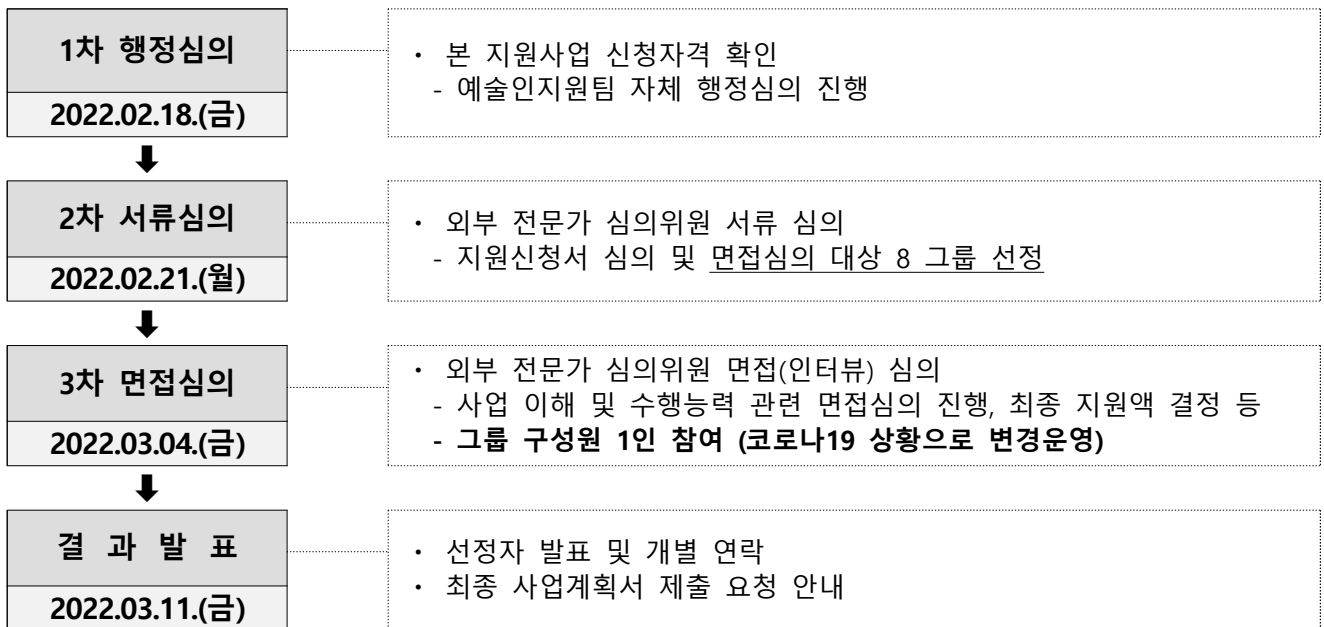 1차 행정심의
2022.02.18.(금)
· 본 지원사업 신청자격 확인
- 예술인지원팀 자체 행정심의 진행
2차 서류심의
2022.02.21.(월)
· 외부 전문가 심의위원 서류 심의
- 지원신청서 심의 및 면접심의 대상 8 그룹 선정
3차 면접심의
2022.03.04.(금)
· 외부 전문가 심의위원 면접(인터뷰) 심의
- 사업 이해 및 수행능력 관련 면접심의 진행, 최종 지원액 결정 등
- 그룹 구성원 1인 참여 (코로나19 상황으로 변경운영)
결 과 발 표
2022.03.11.(금)
· 선정자 발표 및 개별 연락
· 최종 사업계획서 제출 요청 안내